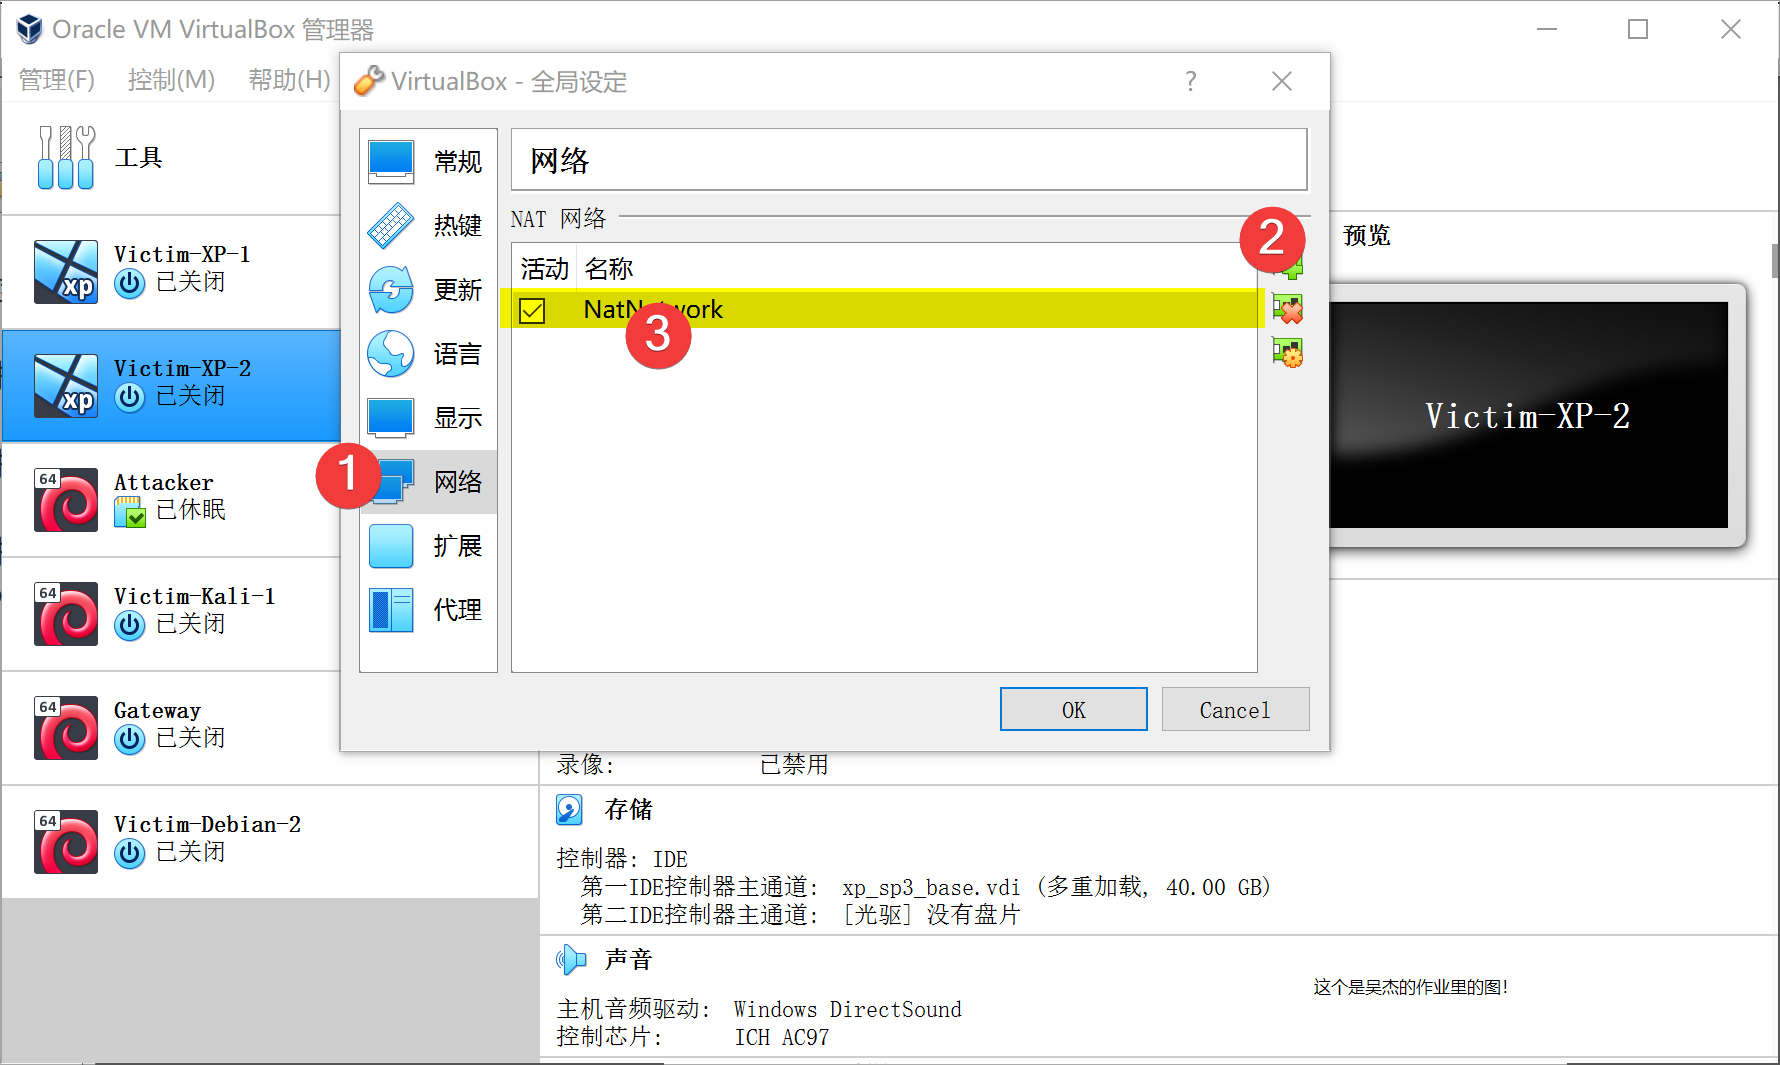 Oracle VM VirtualBox 管理器
管理(F) 控制(M) 帮助(H)
VirtualBox - 全局设定
?
工具
Victim-XP-1
已关闭
Victim-XP-2
已关闭
64
Attacker
已休眠
64
Victim-Kali-1
已关闭
64
Gateway
已关闭
64
Victim-Debian-2
已关闭
xp
xp
常规
热键
更新
语言
显示
1
网络
扩展
代理
网络
NAT 网络
2
活动 名称
NatNetwork
3
OK Cancel
预览
Victim-XP-2
录像: 已禁用
存储
控制器: IDE
第一IDE控制器主通道: xp_sp3_base.vdi (多重加载, 40.00 GB)
第二IDE控制器主通道: [光驱] 没有盘片
声音
主机音频驱动: Windows DirectSound
控制芯片: ICH AC97
这个是吴杰的作业里的图!